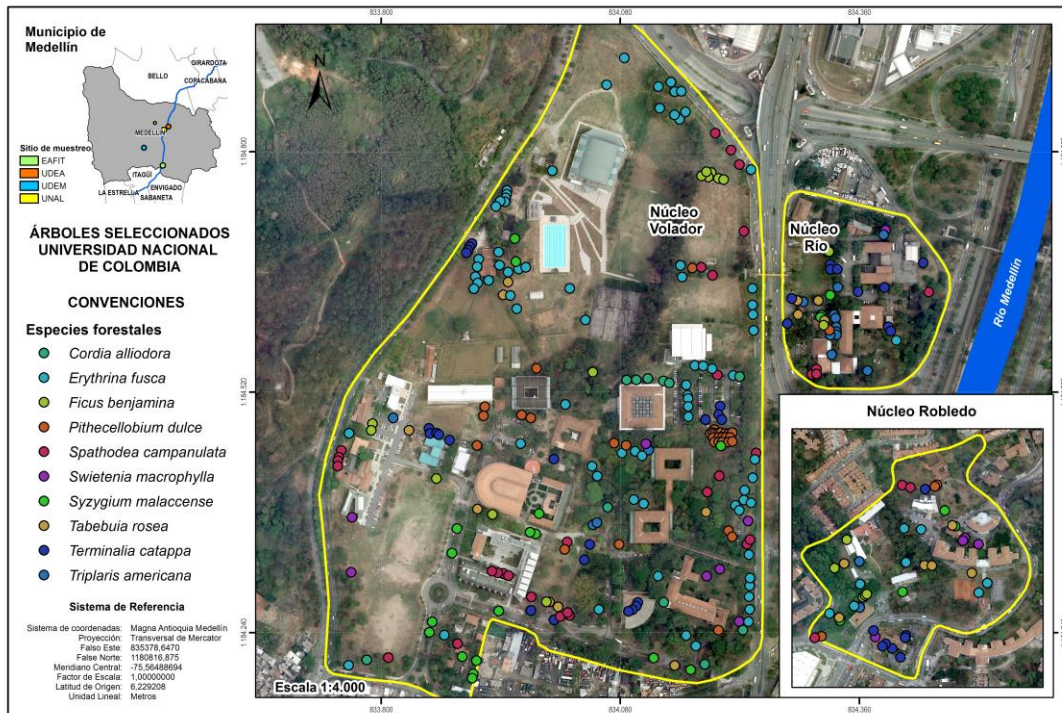 Municipio de
Medellín
GIRARDOTA
BELLO
COPACABANA
MEDELLÍN
Sitio de muestreo
EAFIT
UDEA
UDEM
UNAL
ITAGÜÍ
LA ESTRELLA
ENVIGADO
SABANETA
ÁRBOLES SELECCIONADOS
UNIVERSIDAD NACIONAL
DE COLOMBIA
CONVENCIONES
Especies forestales
Cordia alliodora
Erythrina fusca
Ficus benjamina
Pithecellobium dulce
Spathodea campanulata
Swietenia macrophylla
Syzygium malaccense
Tabebuia rosea
Terminalia catappa
Triplaris americana
Sistema de Referencia
Sistema de coordenadas: Magna Antioquia Medellín
Proyección: Transversal de Mercator
Falso Este: 835378,6470
False Norte: 1180816,875
Meridiano Central: -75,56488694
Factor de Escala: 1,00000000
Latitud de Origen: 6,229208
Unidad Lineal: Metros
833.800
834.080
834.360
1.184.800
1.184.520
1.184.240
N
Núcleo
Volador
Núcleo
Río
Río Medellín
Núcleo Robledo
Escala 1:4.000
833.800
834.080
834.360